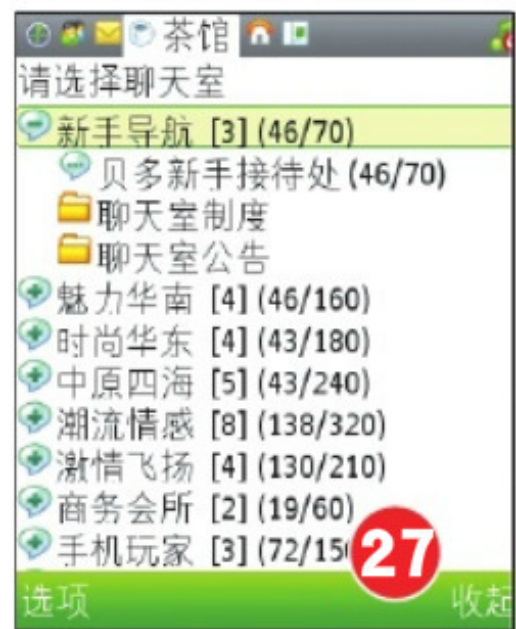 茶馆
请选择聊天室
新手导航 [3] (46/70)
贝多新手接待处 (46/70)
聊天室制度
聊天室公告
魅力华南 [4] (46/160)
时尚华东 [4] (43/180)
中原四海 [5] (43/240)
潮流情感 [8] (138/320)
激情飞扬 [4] (130/210)
商务会所 [2] (19/60)
手机玩家 [3] (72/15
27
选项 收起